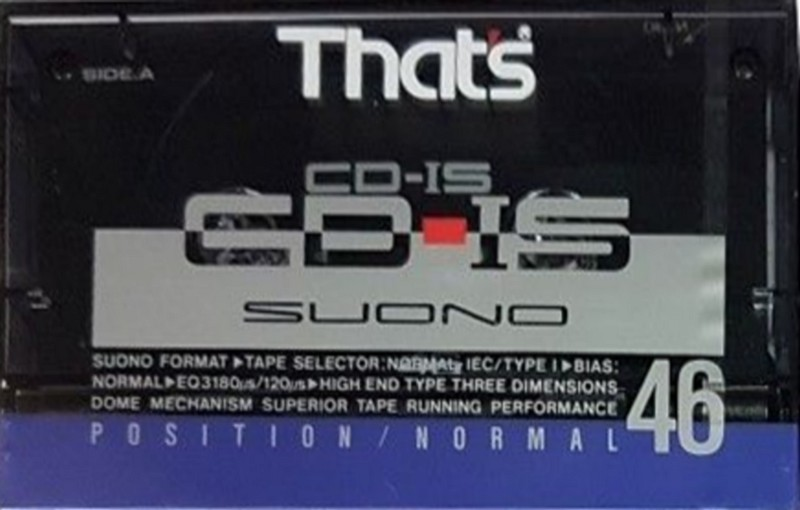 That's®
SIDE.A
CD-IS
CD-IS
SUONO
SUONO FORMAT▶TAPE SELECTOR:NORMAL, IEC/TYPE I▶BIAS:
NORMAL▶EQ3180μs/120μs▶HIGH END TYPE THREE DIMENSIONS
DOME MECHANISM SUPERIOR TAPE RUNNING PERFORMANCE
46
POSITION/NORMAL